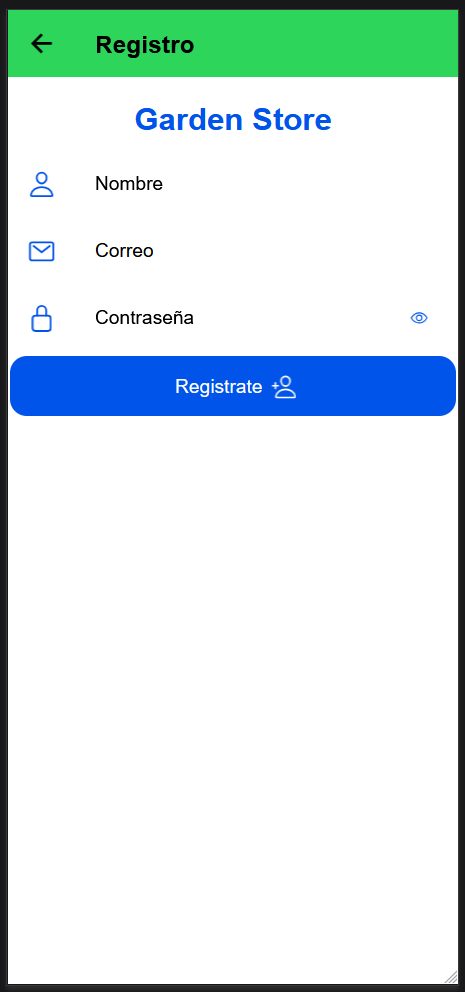 Registro
Garden Store
Nombre
Correo
Contraseña
Registrate